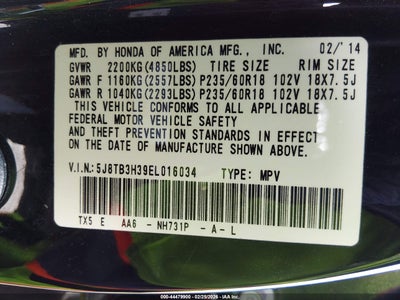 MFD. BY HONDA OF AMERICA MFG., INC. 02/'14
GVWR 2200KG(4850LBS) TIRE SIZE RIM SIZE
GAWR F 1160KG(2557LBS) P235/60R18 102V 18X7.5J
GAWR R 1040KG(2293LBS) P235/60R18 102V 18X7.5J
THIS VEHICLE CONFORMS TO ALL APPLICABLE
FEDERAL MOTOR VEHICLE SAFETY
AND THEFT PREVENTION STANDARDS IN EFFECT ON
THE DATE OF MANUFACTURE SHOWN ABOVE.
V.I.N.: 5J8TB3H39EL016034 TYPE: MPV
TX5 E AA6 - NH731P - A - L
000-44479900 - 02/29/2026 - IAA Inc.